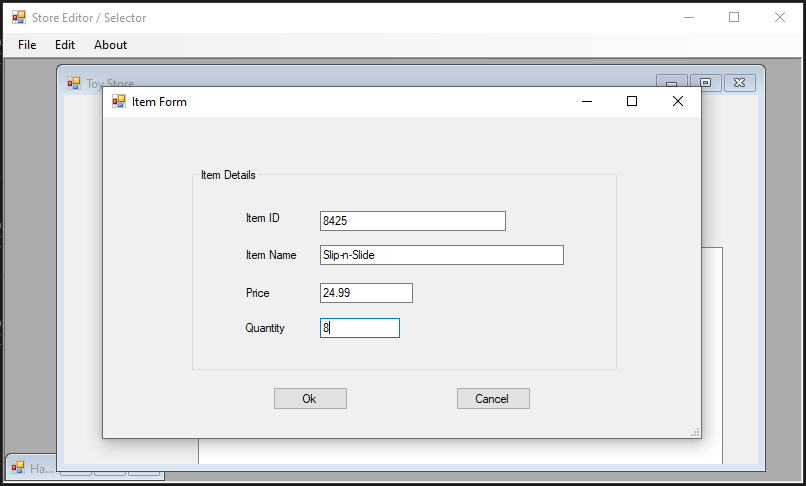 Store Editor / Selector
File Edit About
Toy Store
Item Form
Item Details
Item ID 8425
Item Name Slip-n-Slide
Price 24.99
Quantity 8
Ok Cancel
Ha...